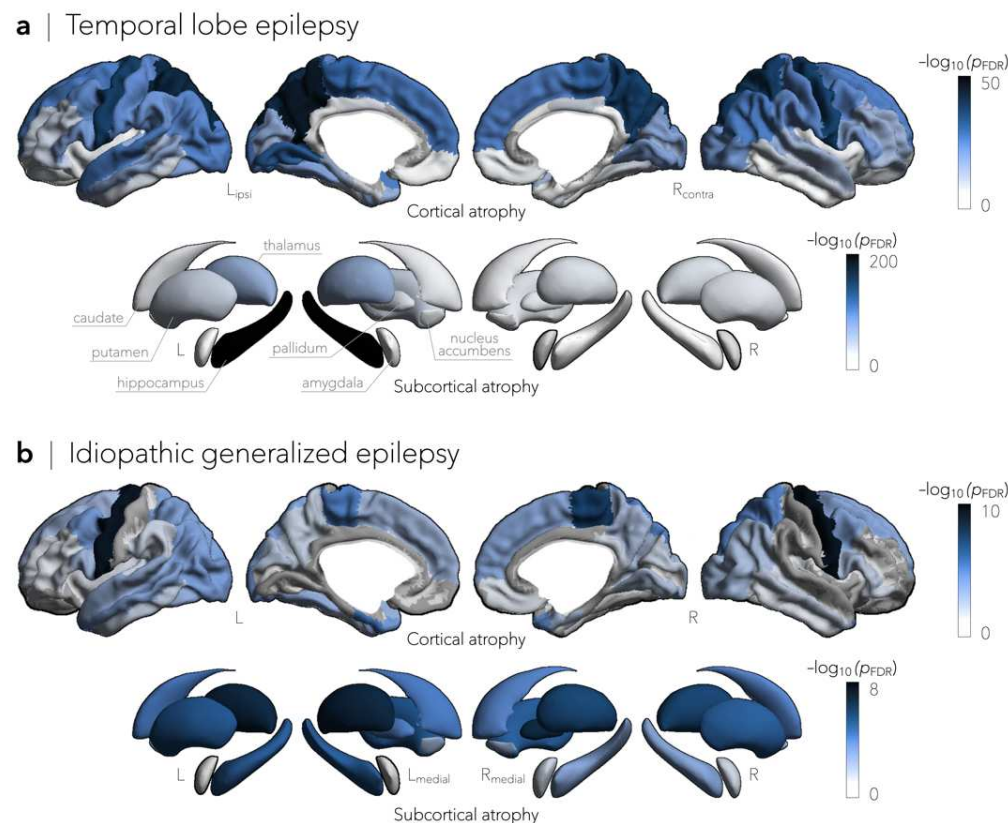 a | Temporal lobe epilepsy
–log10 (pFDR)
50
0
Lipsi
Rcontra
Cortical atrophy
–log10 (pFDR)
200
0
thalamus
caudate
putamen
L
hippocampus
pallidum
amygdala
nucleus
accumbens
R
Subcortical atrophy
b | Idiopathic generalized epilepsy
–log10 (pFDR)
10
0
L
R
Cortical atrophy
–log10 (pFDR)
8
0
L
Lmedial
Rmedial
R
Subcortical atrophy